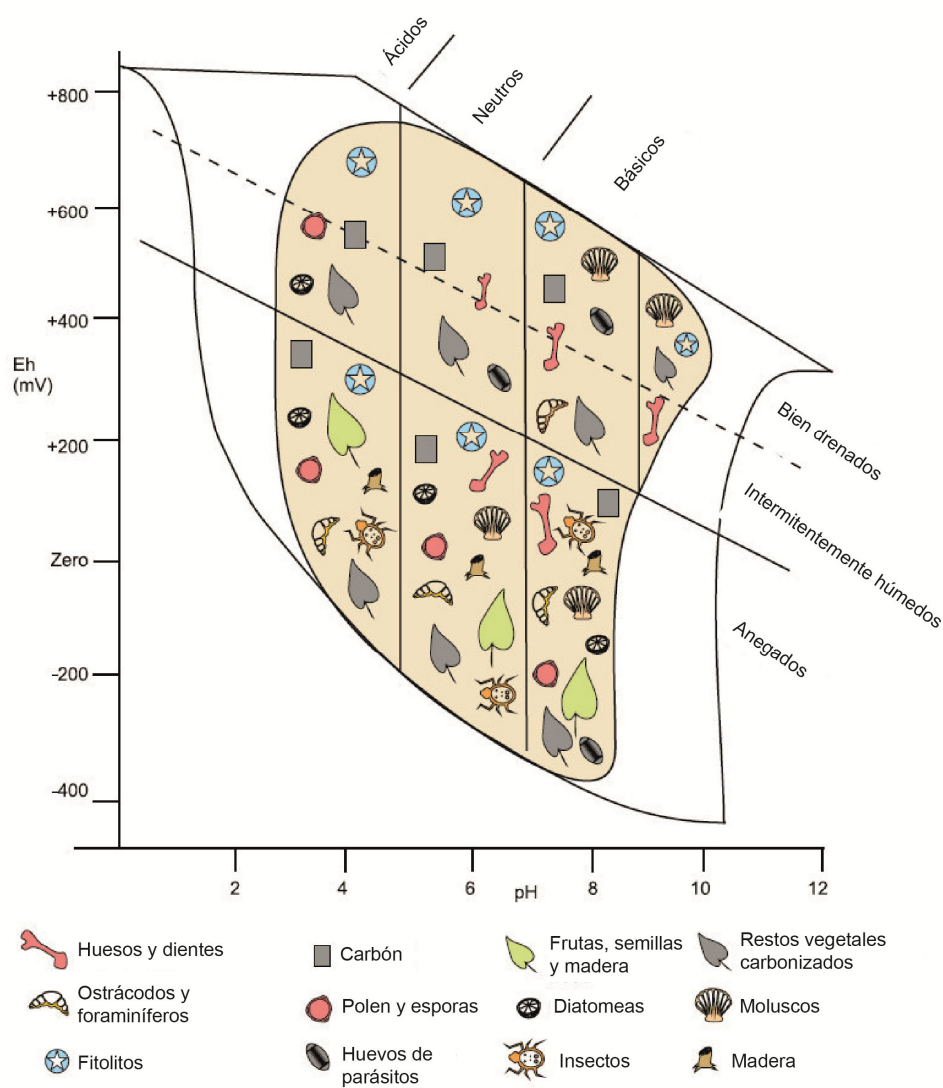 Ácidos
Neutros
Básicos
+800
+600
+400
Eh
(mV)
+200
Zero
-200
-400
Bien drenados
Intermitentemente húmedos
Anegados
2
4
6
pH
8
10
12
Huesos y dientes
Carbón
Frutas, semillas
y madera
Restos vegetales
carbonizados
Ostrácodos y
foraminíferos
Polen y esporas
Diatomeas
Moluscos
Fitolitos
Huevos de
parásitos
Insectos
Madera